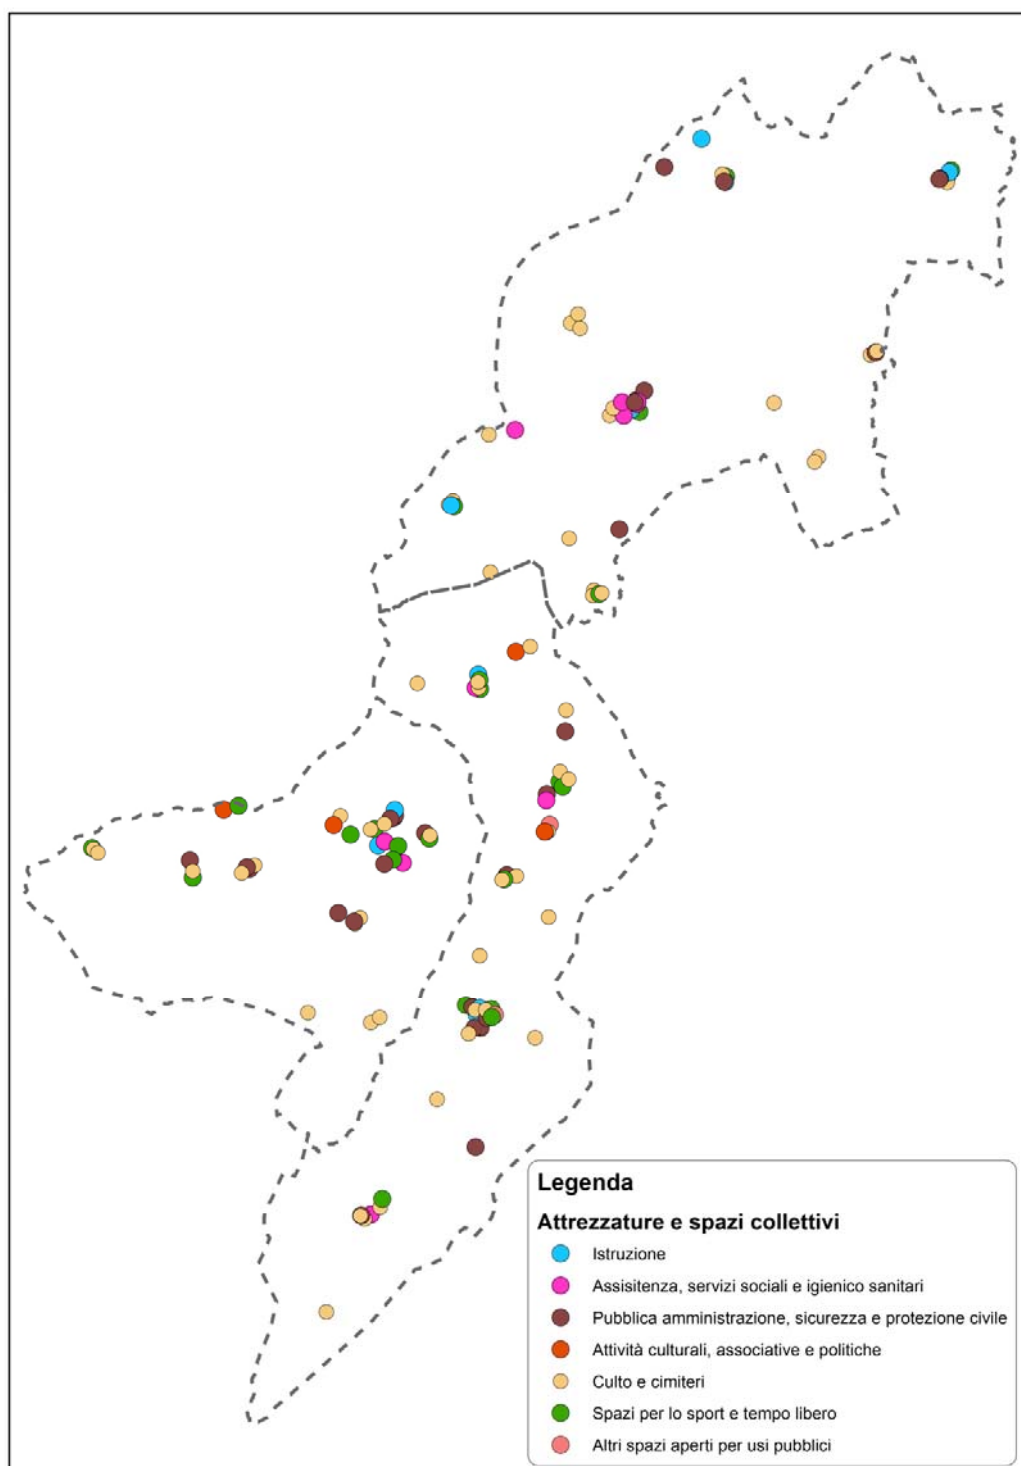 Legenda
Attrezzature e spazi collettivi
Istruzione
Assisitenza, servizi sociali e igienico sanitari
Pubblica amministrazione, sicurezza e protezione civile
Attività culturali, associative e politiche
Culto e cimiteri
Spazi per lo sport e tempo libero
Altri spazi aperti per usi pubblici